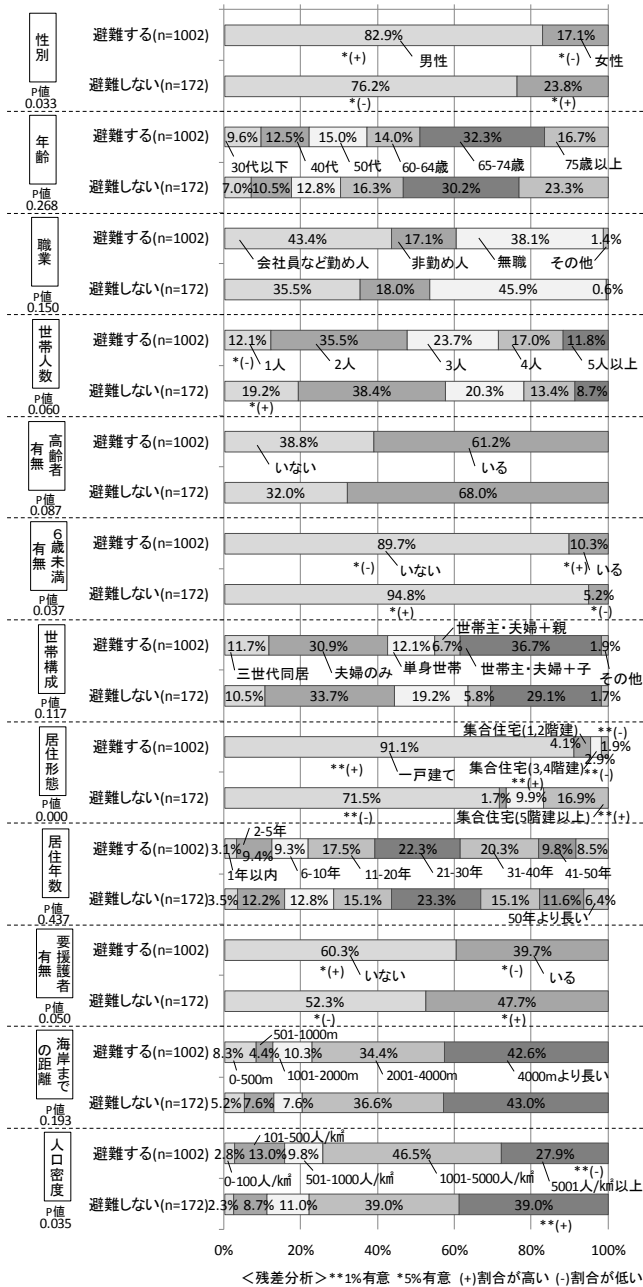 性別
P値
0.033
避難する(n=1002) 82.9% 17.1%
*(+) 男性 *(-) 女性
避難しない(n=172) 76.2% 23.8%
*(-) *(+)
年齢
P値
0.268
避難する(n=1002) 9.6% 12.5% 15.0% 14.0% 32.3% 16.7%
30代以下 40代 50代 60-64歳 65-74歳 75歳以上
避難しない(n=172) 7.0% 10.5% 12.8% 16.3% 30.2% 23.3%
職業
P値
0.150
避難する(n=1002) 43.4% 17.1% 38.1% 1.4%
会社員など勤め人 非勤め人 無職 その他
避難しない(n=172) 35.5% 18.0% 45.9% 0.6%
世帯人数
P値
0.060
避難する(n=1002) 12.1% 35.5% 23.7% 17.0% 11.8%
*(-) 1人 2人 3人 4人 5人以上
避難しない(n=172) 19.2% 38.4% 20.3% 13.4% 8.7%
*(+)
高齢者有無
P値
0.087
避難する(n=1002) 38.8% 61.2%
いない いる
避難しない(n=172) 32.0% 68.0%
6歳未満有無
P値
0.037
避難する(n=1002) 89.7% 10.3%
*(-) いない *(+) いる
避難しない(n=172) 94.8% 5.2%
*(+) *(-)
世帯構成
P値
0.117
世帯主・夫婦+親
避難する(n=1002) 11.7% 30.9% 12.1% 6.7% 36.7% 1.9%
三世代同居 夫婦のみ 単身世帯 世帯主・夫婦+子 その他
避難しない(n=172) 10.5% 33.7% 19.2% 5.8% 29.1% 1.7%
居住形態
P値
0.000
集合住宅(1,2階建) **(-)
避難する(n=1002) 91.1% 4.1% 2.9% 1.9%
**(+) 一戸建て 集合住宅(3,4階建) **(-)
**(+)
避難しない(n=172) 71.5% 1.7% 9.9% 16.9%
**(-) 集合住宅(5階建以上) **(+)
居住年数
P値
0.437
2-5年
避難する(n=1002) 3.1% 9.4% 9.3% 17.5% 22.3% 20.3% 9.8% 8.5%
1年以内 6-10年 11-20年 21-30年 31-40年 41-50年
避難しない(n=172) 3.5% 12.2% 12.8% 15.1% 23.3% 15.1% 11.6% 6.4%
50年より長い
要援護者有無
P値
0.050
避難する(n=1002) 60.3% 39.7%
*(+) いない *(-) いる
避難しない(n=172) 52.3% 47.7%
*(-) *(+)
海岸までの距離
P値
0.193
501-1000m
避難する(n=1002) 8.3% 4.4% 10.3% 34.4% 42.6%
0-500m 1001-2000m 2001-4000m 4000mより長い
避難しない(n=172) 5.2% 7.6% 7.6% 36.6% 43.0%
人口密度
P値
0.035
101-500人/㎢
避難する(n=1002) 2.8% 13.0% 9.8% 46.5% 27.9%
**(-)
0-100人/㎢ 501-1000人/㎢ 1001-5000人/㎢ 5001人/㎢以上
避難しない(n=172) 2.3% 8.7% 11.0% 39.0% 39.0%
**(+)
0% 20% 40% 60% 80% 100%
<残差分析>**1%有意 *5%有意 (+)割合が高い (-)割合が低い